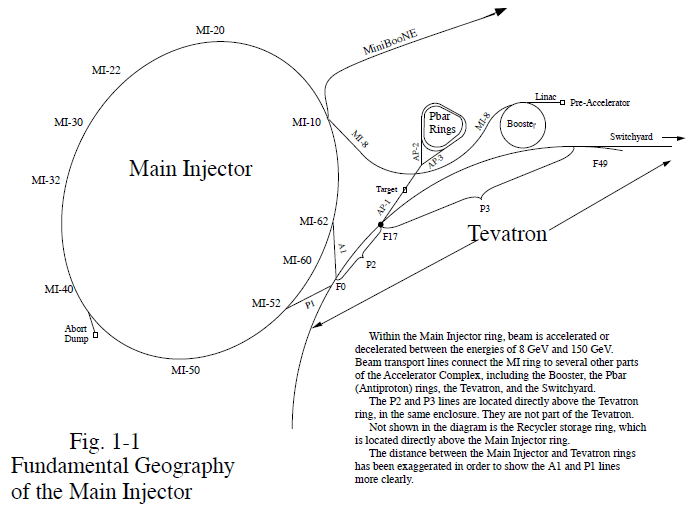 MI-20
MiniBooNE
MI-22
MI-30
MI-10
MI-8
Pbar
Rings
MI-8
Linac
Pre-Accelerator
Booster
Switchyard
AP-2
AP-3
F49
Main Injector
MI-32
Target
AP-1
P3
MI-62
F17
Tevatron
A1
MI-60
P2
MI-40
F0
MI-52
P1
Abort
Dump
MI-50
Within the Main Injector ring, beam is accelerated or
decelerated between the energies of 8 GeV and 150 GeV.
Beam transport lines connect the MI ring to several other parts
of the Accelerator Complex, including the Booster, the Pbar
(Antiproton) rings, the Tevatron, and the Switchyard.
The P2 and P3 lines are located directly above the Tevatron
ring, in the same enclosure. They are not part of the Tevatron.
Not shown in the diagram is the Recycler storage ring, which
is located directly above the Main Injector ring.
The distance between the Main Injector and Tevatron rings
has been exaggerated in order to show the A1 and P1 lines
more clearly.
Fig. 1-1
Fundamental Geography
of the Main Injector